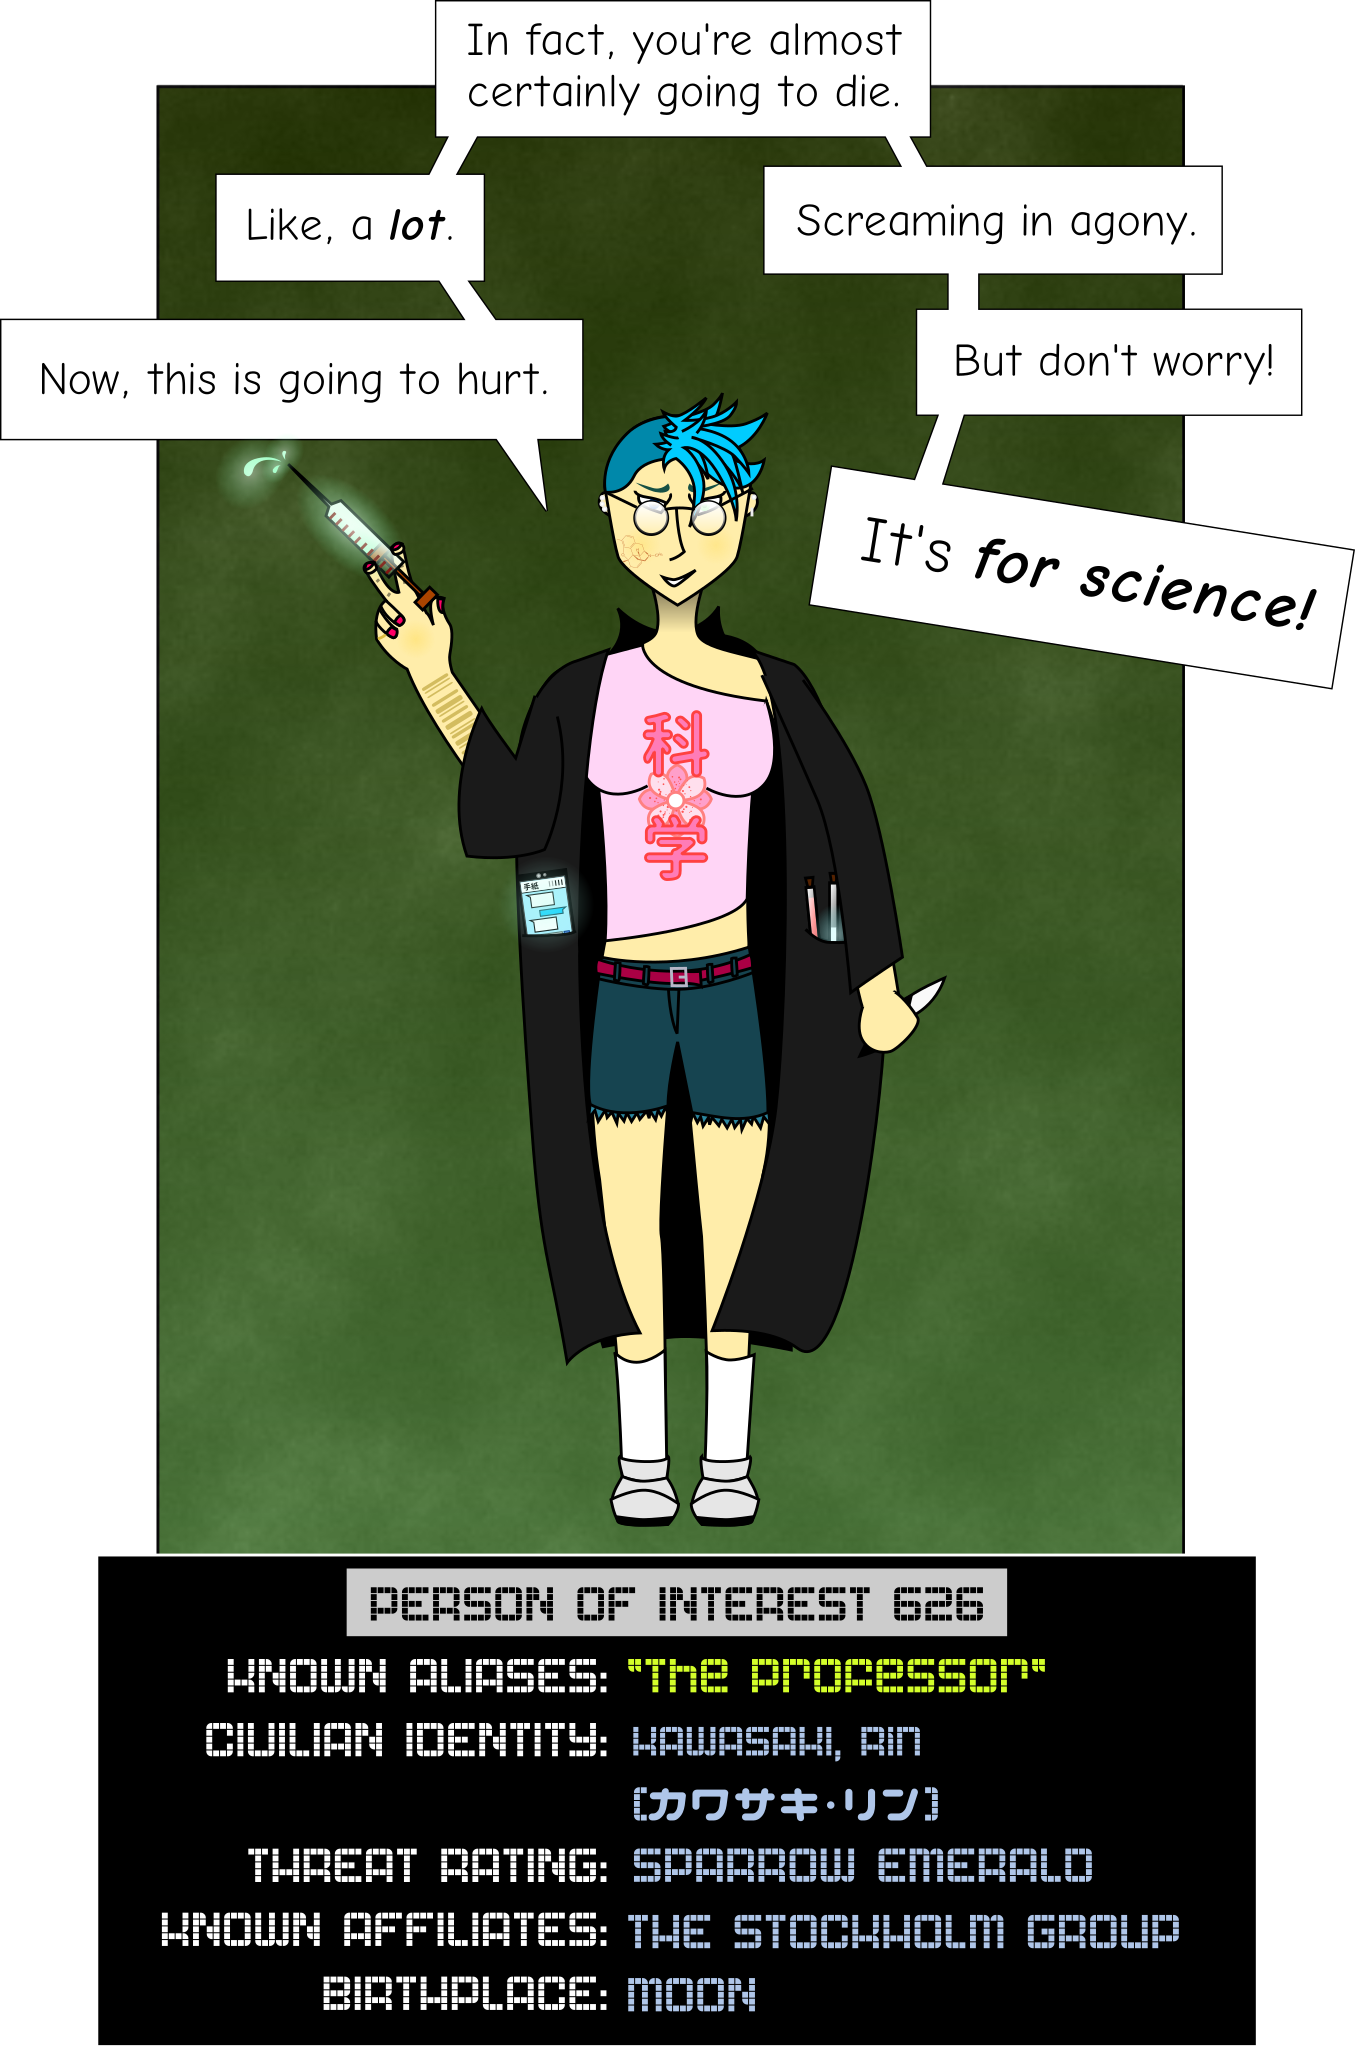 Now, this is going to hurt.
Like, a lot.
In fact, you're almost
certainly going to die.
Screaming in agony.
But don't worry!
It's for science!
科
学
手紙
PERSON OF INTEREST 626
KNOWN ALIASES: "The Professor"
CIVILIAN IDENTITY: KAWASAKI, RIN
[カワサキ·リン]
THREAT RATING: SPARROW EMERALD
KNOWN AFFILIATES: THE STOCKHOLM GROUP
BIRTHPLACE: MOON